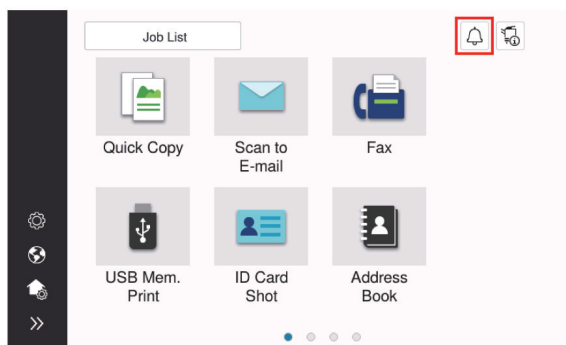 Job List
Quick Copy
Scan to
E-mail
Fax
USB Mem.
Print
ID Card
Shot
Address
Book